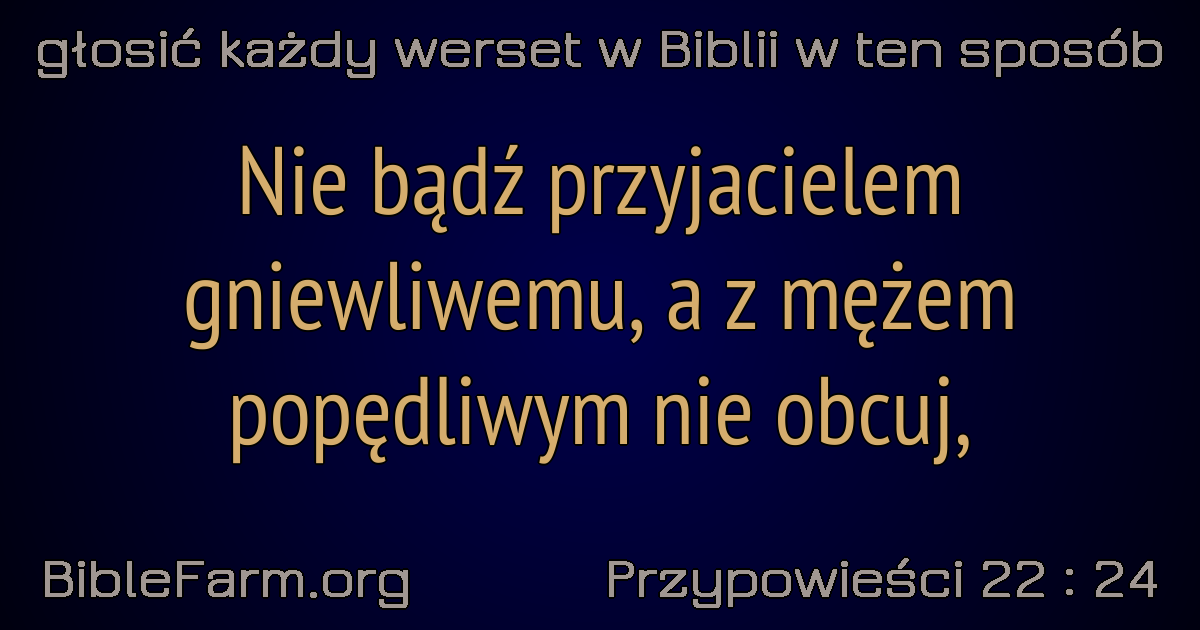 głosić każdy werset w Biblii w ten sposób
Nie bądź przyjacielem
gniewliwemu, a z mężem
popędliwym nie obcuj,
BibleFarm.org
Przypowieści 22 : 24